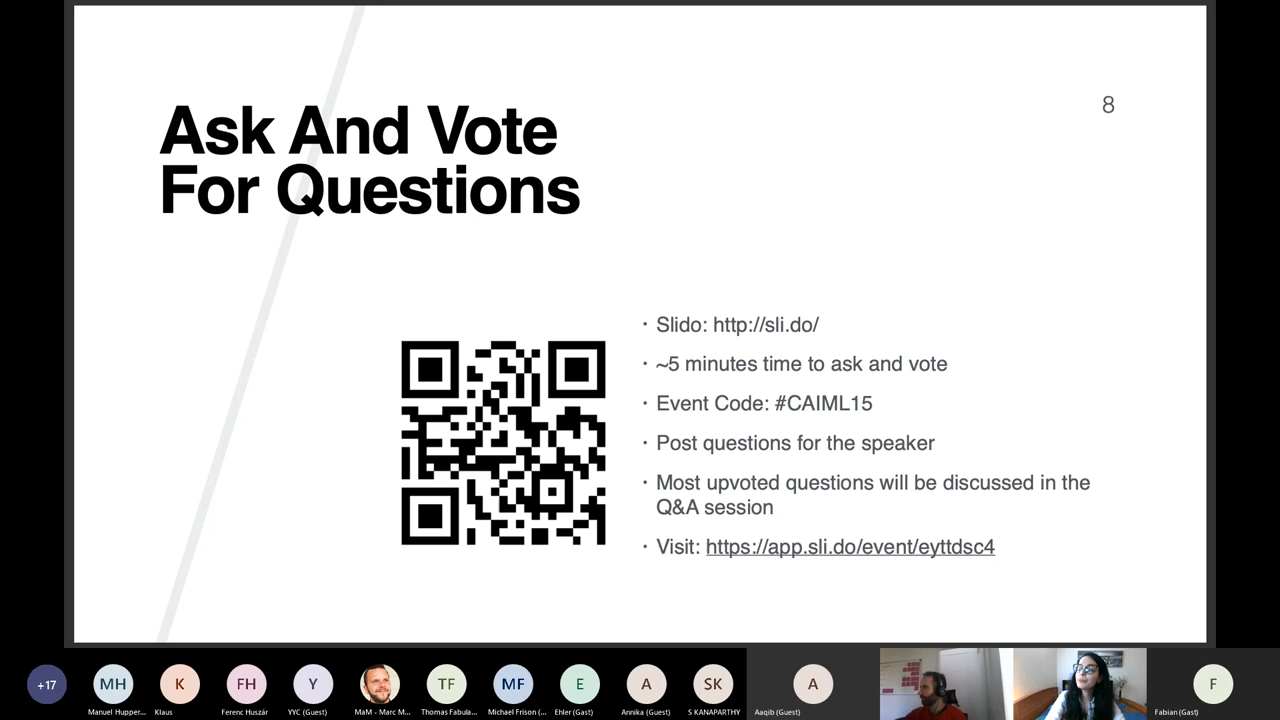 8
Ask And Vote
For Questions
· Slido: http://sli.do/
· ~5 minutes time to ask and vote
· Event Code: #CAIML15
· Post questions for the speaker
· Most upvoted questions will be discussed in the
Q&A session
· Visit: https://app.sli.do/event/eyttdsc4
+17
MH
K
FH
Y
TF
MF
E
A
SK
A
F
Manuel Hupper...
Klaus
Ferenc Huszár
YYC (Guest)
MaM - Marc M...
Thomas Fabula...
Michael Frison (...
Ehler (Gast)
Annika (Guest)
S KANAPARTHY
Aaqib (Guest)
Fabian (Gast)